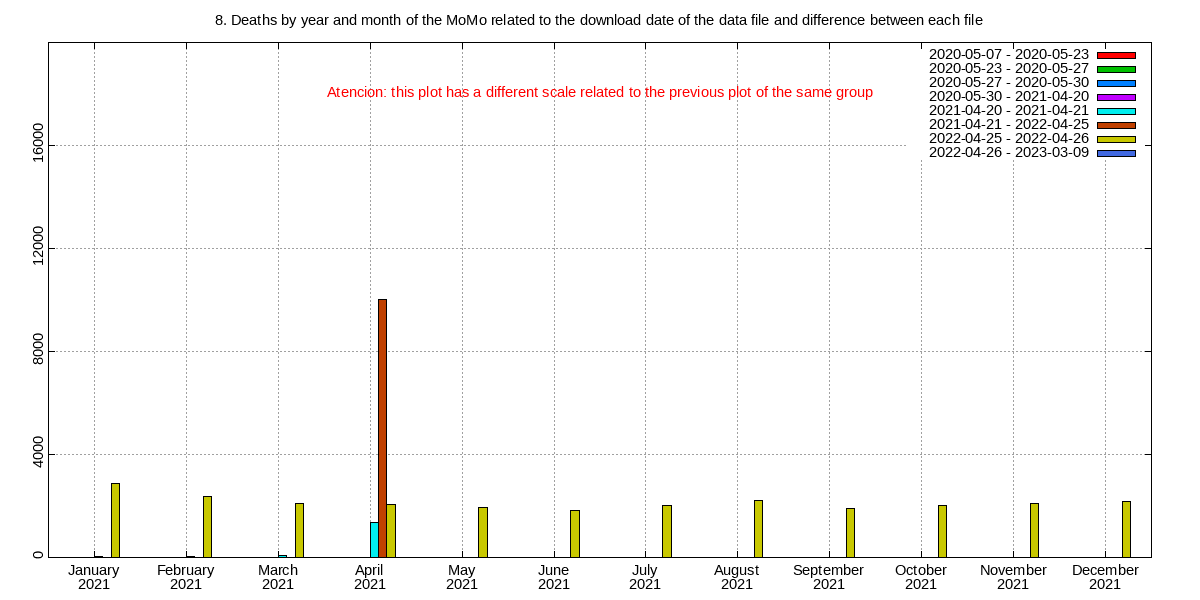 8. Deaths by year and month of the MoMo related to the download date of the data file and difference between each file
2020-05-07 - 2020-05-23
2020-05-23 - 2020-05-27
2020-05-27 - 2020-05-30
2020-05-30 - 2021-04-20
2021-04-20 - 2021-04-21
2021-04-21 - 2022-04-25
2022-04-25 - 2022-04-26
2022-04-26 - 2023-03-09
Atencion: this plot has a different scale related to the previous plot of the same group
16000
12000
8000
4000
0
January February March April May June July August September October November December
2021 2021 2021 2021 2021 2021 2021 2021 2021 2021 2021 2021